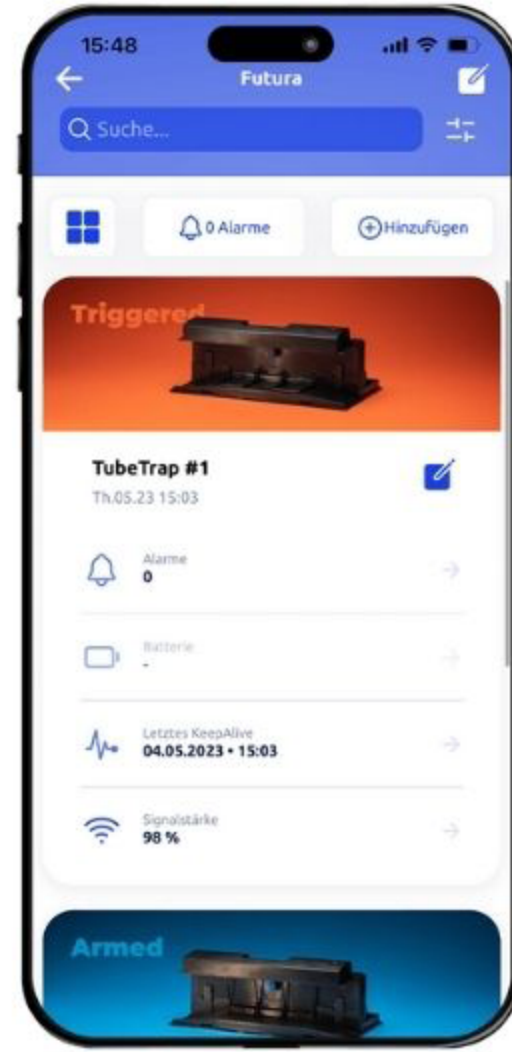 15:48
Futura
Suche...
0 Alarme
Hinzufügen
Triggered
TubeTrap #1
Th.05.23 15:03
Alarme
0
Batterie
-
Letztes KeepAlive
04.05.2023 • 15:03
Signalstärke
98 %
Armed